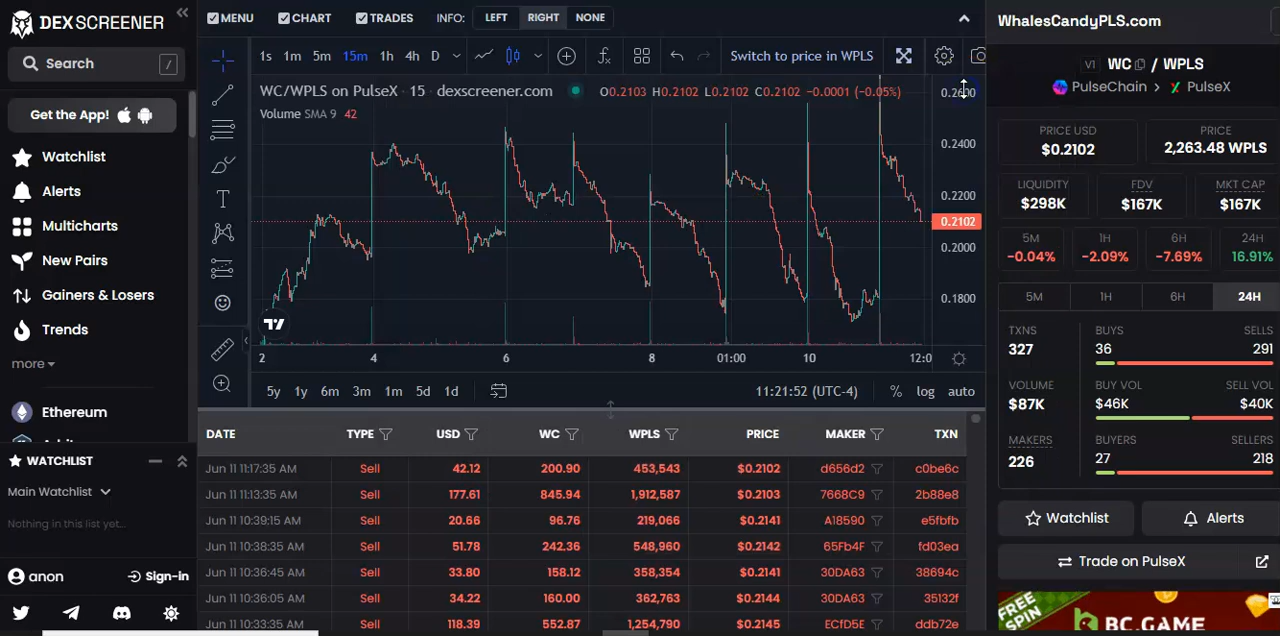 DEX SCREENER
Search /
Get the App!
Watchlist
Alerts
Multicharts
New Pairs
Gainers & Losers
Trends
more
Ethereum
WATCHLIST
Main Watchlist
Nothing in this list yet...
anon Sign-in
MENU CHART TRADES INFO: LEFT RIGHT NONE
1s 1m 5m 15m 1h 4h D Switch to price in WPLS
WC/WPLS on PulseX · 15 · dexscreener.com O0.2103 H0.2102 L0.2102 C0.2102 −0.0001 (−0.05%)
Volume SMA 9 42
0.2600
0.2400
0.2200
0.2102
0.2000
0.1800
2 4 6 8 01:00 10 12:0
5y 1y 6m 3m 1m 5d 1d 11:21:52 (UTC-4) % log auto
DATE TYPE USD WC WPLS PRICE MAKER TXN
Jun 11 11:17:35 AM Sell 42.12 200.90 453,543 $0.2102 d656d2 c0be6c
Jun 11 11:13:35 AM Sell 177.61 845.94 1,912,587 $0.2103 7668C9 2b88e8
Jun 11 10:39:15 AM Sell 20.66 96.76 219,066 $0.2141 A18590 e5fbfb
Jun 11 10:38:35 AM Sell 51.78 242.36 548,960 $0.2142 65Fb4F fd03ea
Jun 11 10:36:45 AM Sell 33.80 158.12 358,354 $0.2141 30DA63 38694c
Jun 11 10:36:05 AM Sell 34.22 160.00 362,763 $0.2144 30DA63 35132f
Jun 11 10:33:35 AM Sell 118.39 552.87 1,254,790 $0.2145 ECfD5E ddb72e
WhalesCandyPLS.com
V1 WC / WPLS
PulseChain > PulseX
PRICE USD
$0.2102
PRICE
2,263.48 WPLS
LIQUIDITY
$298K
FDV
$167K
MKT CAP
$167K
5M
-0.04%
1H
-2.09%
6H
-7.69%
24H
16.91%
5M 1H 6H 24H
TXNS
327
BUYS SELLS
36 291
VOLUME
$87K
BUY VOL SELL VOL
$46K $40K
MAKERS
226
BUYERS SELLERS
27 218
Watchlist
Alerts
Trade on PulseX
FREE SPIN
BC.GAME